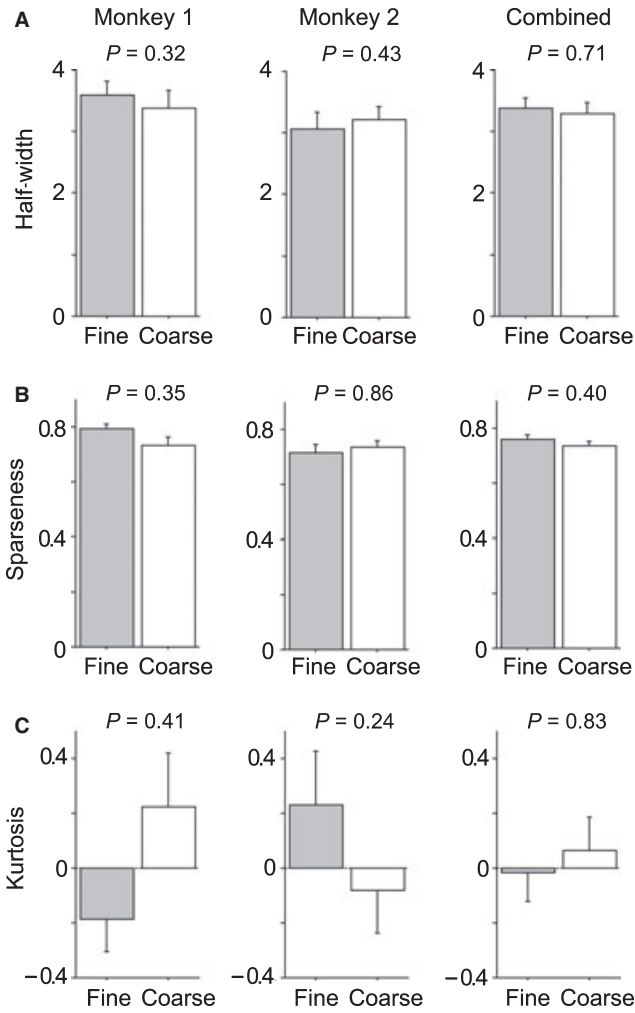 A Monkey 1 Monkey 2 Combined
P = 0.32 P = 0.43 P = 0.71
Half-width
4 4 4
2 2 2
0 0 0
Fine Coarse Fine Coarse Fine Coarse
B P = 0.35 P = 0.86 P = 0.40
Sparseness
0.8 0.8 0.8
0.4 0.4 0.4
0 0 0
Fine Coarse Fine Coarse Fine Coarse
C P = 0.41 P = 0.24 P = 0.83
Kurtosis
0.4 0.4 0.4
0 0 0
–0.4 –0.4 –0.4
Fine Coarse Fine Coarse Fine Coarse